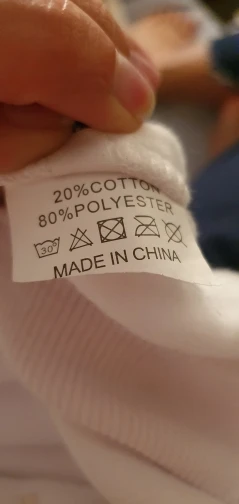 20%COTTON
80%POLYESTER
30°
MADE IN CHINA